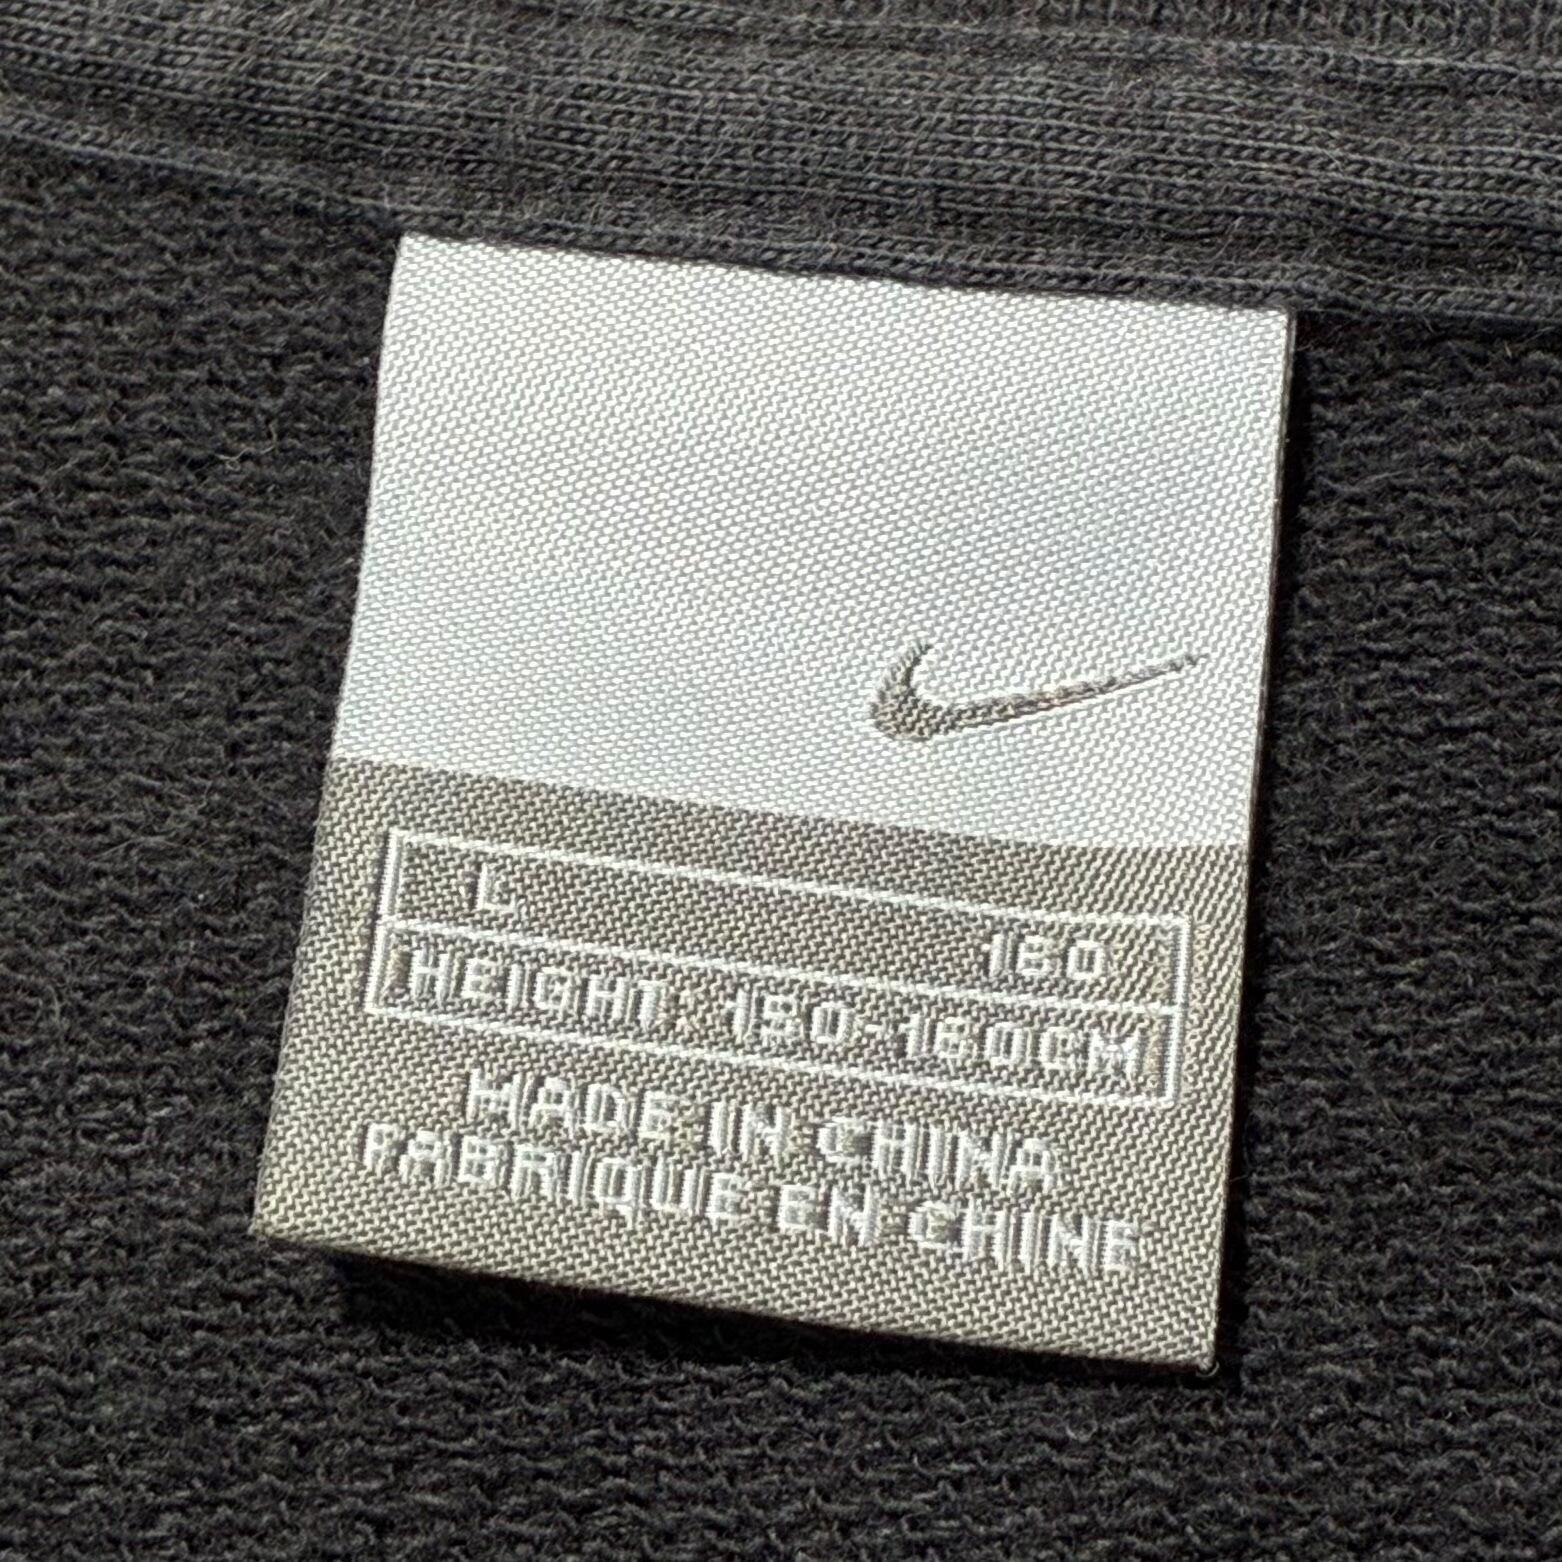 L 160
HEIGHT: 150-160CM
MADE IN CHINA
FABRIQUE EN CHINE